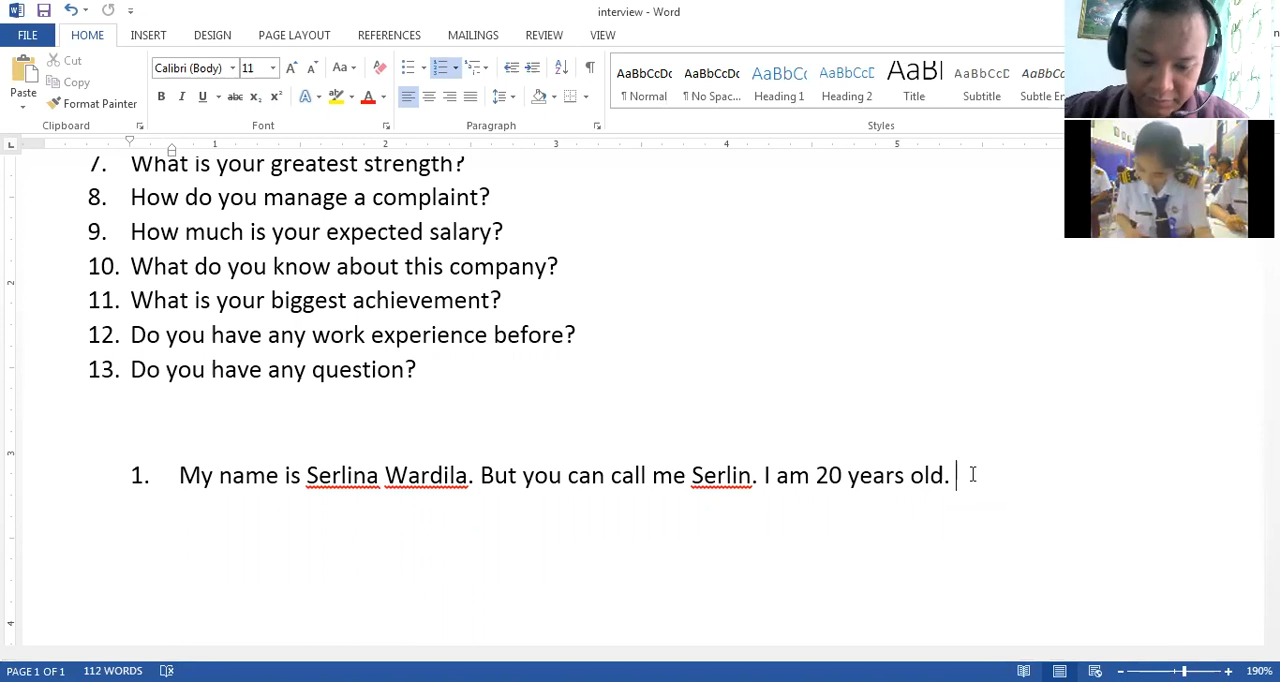 interview - Word
FILE HOME INSERT DESIGN PAGE LAYOUT REFERENCES MAILINGS REVIEW VIEW
Cut
Copy
Paste
Format Painter
Calibri (Body) 11
AaBbCcDc AaBbCcDc AaBbCc AaBbCcD AaBl AaBbCcD AaBbCcD
¶ Normal ¶ No Spac... Heading 1 Heading 2 Title Subtitle Subtle En
Clipboard Font Paragraph Styles
7. What is your greatest strength?
8. How do you manage a complaint?
9. How much is your expected salary?
10. What do you know about this company?
11. What is your biggest achievement?
12. Do you have any work experience before?
13. Do you have any question?
1. My name is Serlina Wardila. But you can call me Serlin. I am 20 years old.
PAGE 1 OF 1 112 WORDS 190%